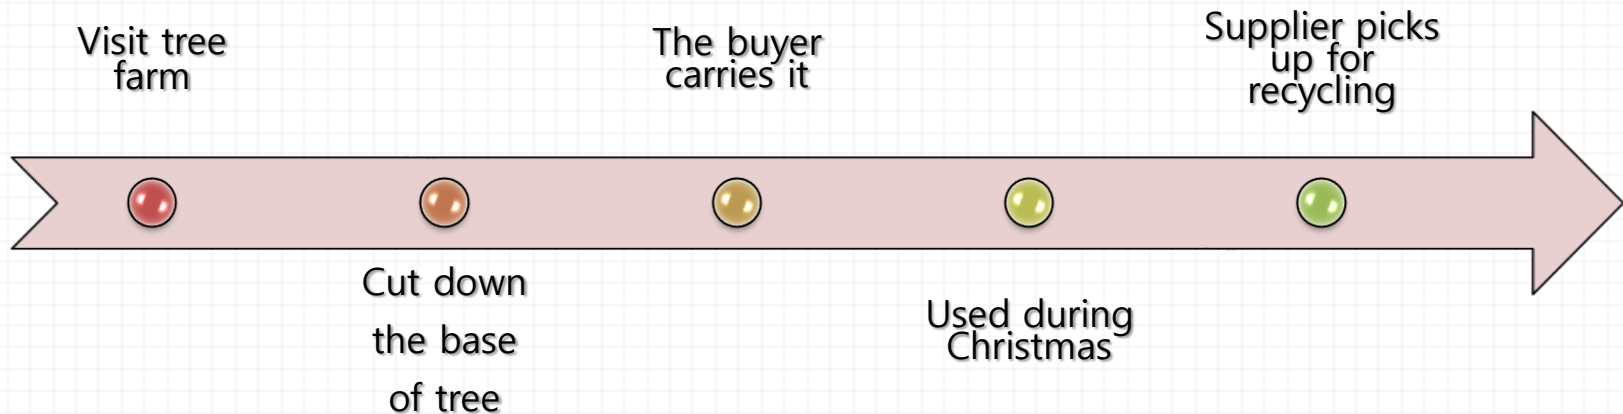 Visit tree
farm
Cut down
the base
of tree
The buyer
carries it
Used during
Christmas
Supplier picks
up for
recycling